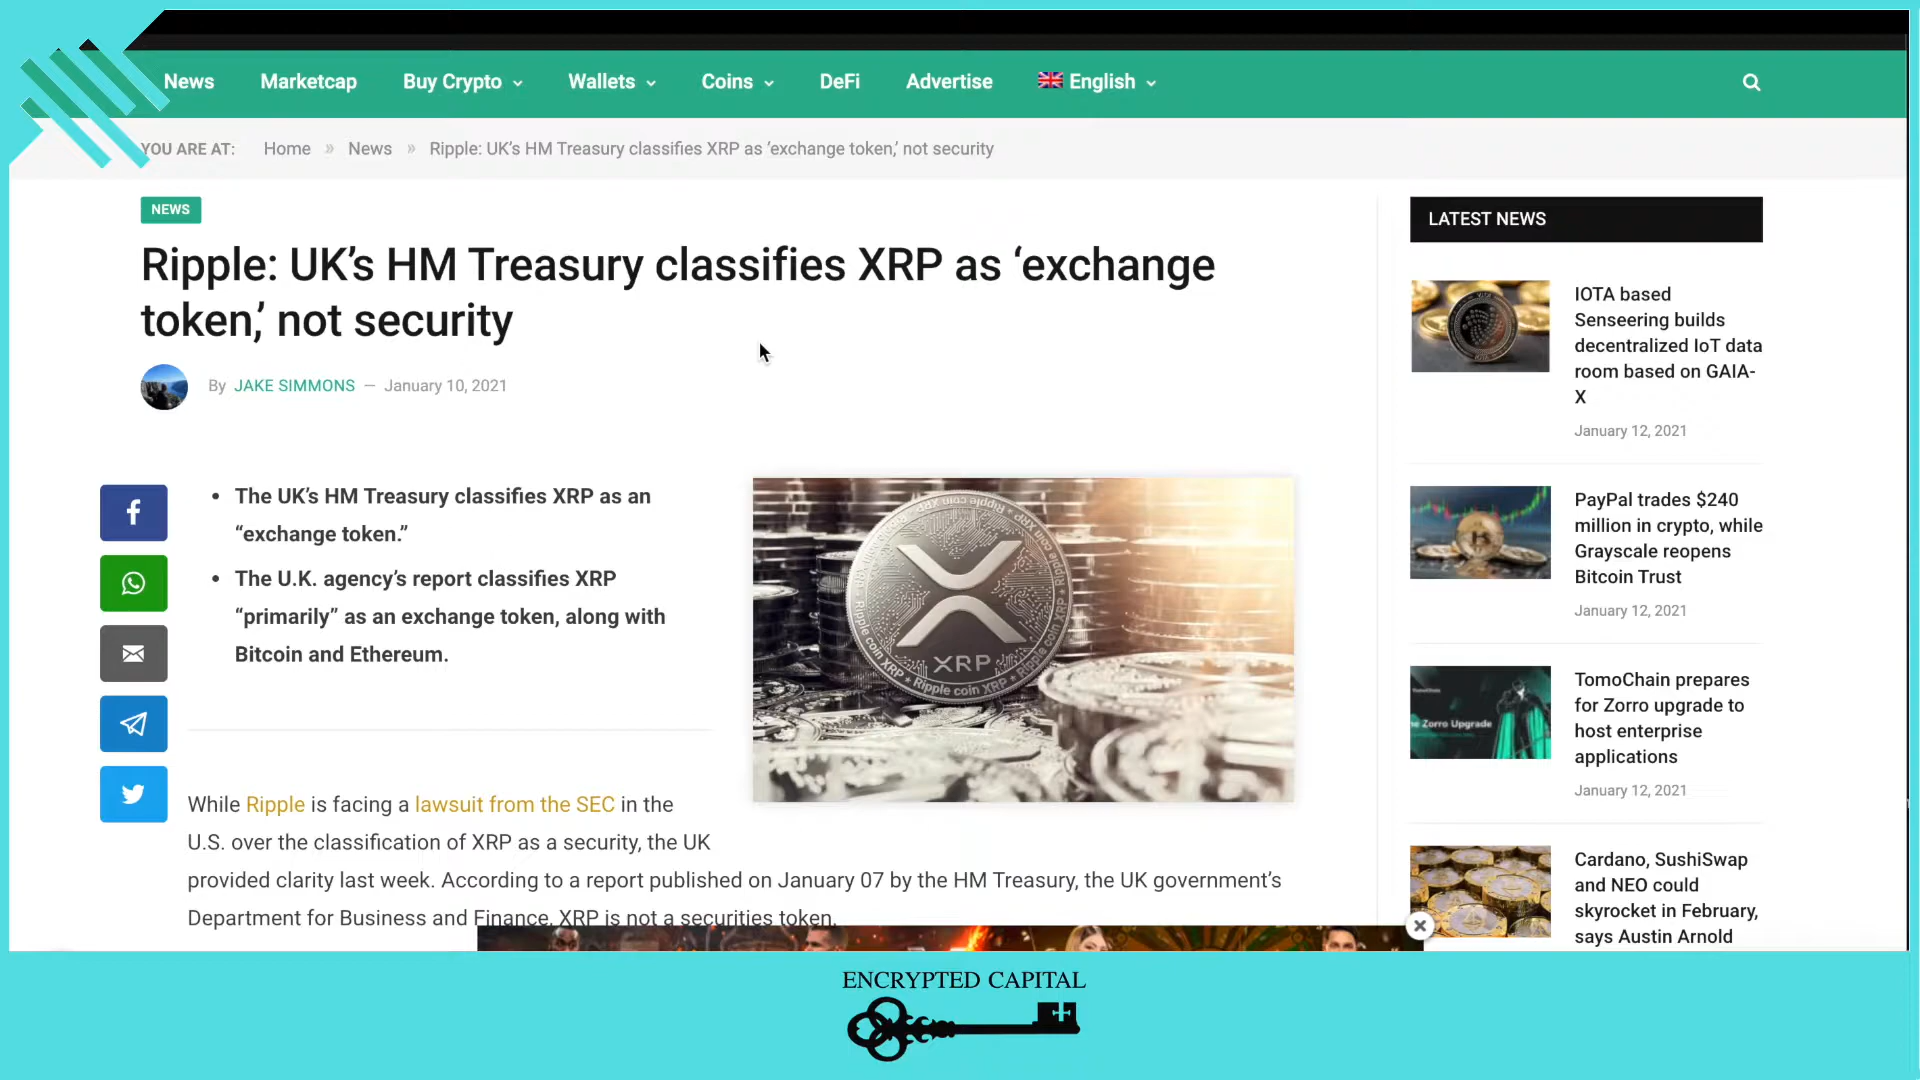 News Marketcap Buy Crypto Wallets Coins DeFi Advertise English
YOU ARE AT: Home » News » Ripple: UK’s HM Treasury classifies XRP as ‘exchange token,’ not security
NEWS
Ripple: UK’s HM Treasury classifies XRP as ‘exchange
token,’ not security
By JAKE SIMMONS — January 10, 2021
• The UK’s HM Treasury classifies XRP as an
“exchange token.”
• The U.K. agency’s report classifies XRP
“primarily” as an exchange token, along with
Bitcoin and Ethereum.
XRP
Ripple coin XRP
While Ripple is facing a lawsuit from the SEC in the
U.S. over the classification of XRP as a security, the UK
provided clarity last week. According to a report published on January 07 by the HM Treasury, the UK government’s
Department for Business and Finance, XRP is not a securities token.
LATEST NEWS
IOTA based
Senseering builds
decentralized IoT data
room based on GAIA-
X
January 12, 2021
PayPal trades $240
million in crypto, while
Grayscale reopens
Bitcoin Trust
January 12, 2021
e Zorro Upgrade
TomoChain prepares
for Zorro upgrade to
host enterprise
applications
January 12, 2021
Cardano, SushiSwap
and NEO could
skyrocket in February,
says Austin Arnold
ENCRYPTED CAPITAL